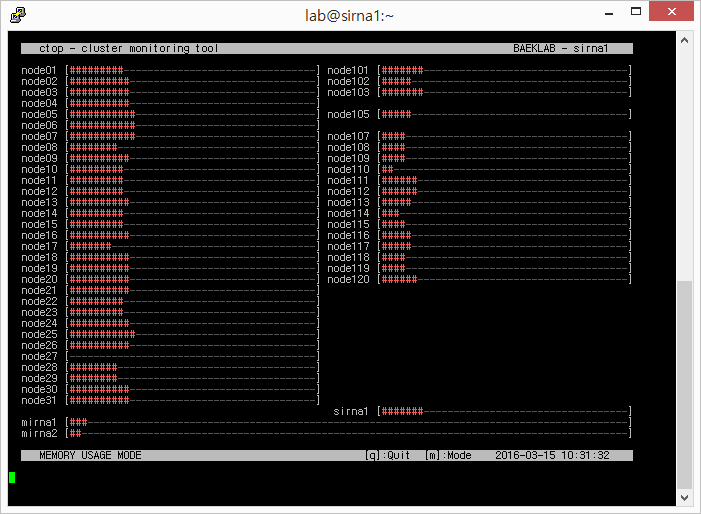 lab@sirna1:~
ctop - cluster monitoring tool BAEKLAB - sirna1
node01 [#########--------------------------------] node101 [#######----------------------------------]
node02 [##########-------------------------------] node102 [#####------------------------------------]
node03 [##########-------------------------------] node103 [#######----------------------------------]
node04 [##########-------------------------------]
node05 [###########------------------------------] node105 [#####------------------------------------]
node06 [###########------------------------------]
node07 [###########------------------------------] node107 [####-------------------------------------]
node08 [########---------------------------------] node108 [####-------------------------------------]
node09 [##########-------------------------------] node109 [####-------------------------------------]
node10 [#########--------------------------------] node110 [##---------------------------------------]
node11 [#########--------------------------------] node111 [######-----------------------------------]
node12 [#########--------------------------------] node112 [######-----------------------------------]
node13 [##########-------------------------------] node113 [#####------------------------------------]
node14 [#########--------------------------------] node114 [###--------------------------------------]
node15 [#########--------------------------------] node115 [####-------------------------------------]
node16 [##########-------------------------------] node116 [#####------------------------------------]
node17 [#######----------------------------------] node117 [#####------------------------------------]
node18 [##########-------------------------------] node118 [####-------------------------------------]
node19 [##########-------------------------------] node119 [####-------------------------------------]
node20 [##########-------------------------------] node120 [######-----------------------------------]
node21 [##########-------------------------------]
node22 [#########--------------------------------]
node23 [#########--------------------------------]
node24 [##########-------------------------------]
node25 [###########------------------------------]
node26 [##########-------------------------------]
node27 [-----------------------------------------]
node28 [########---------------------------------]
node29 [########---------------------------------]
node30 [##########-------------------------------]
node31 [##########-------------------------------]
sirna1 [#######----------------------------------]
mirna1 [###------------------------------------------------------------------------------------------]
mirna2 [##-------------------------------------------------------------------------------------------]
MEMORY USAGE MODE [q]:Quit [m]:Mode 2016-03-15 10:31:32